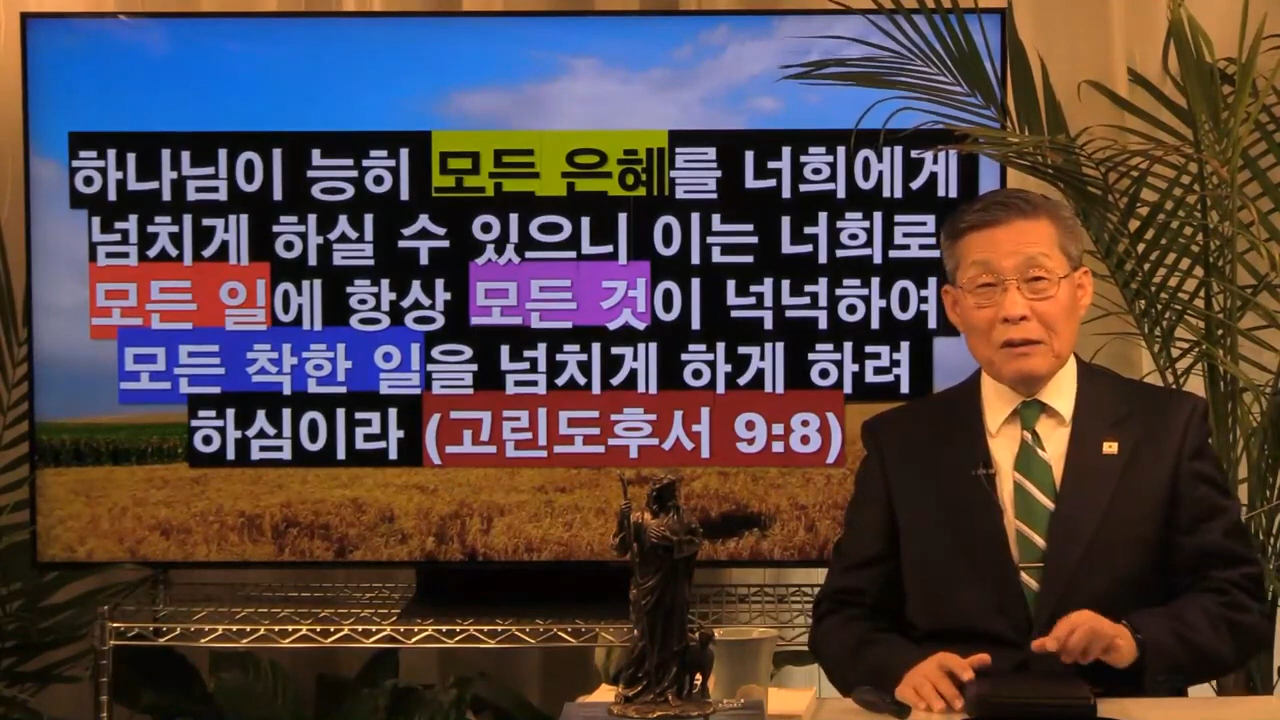 하나님이 능히 모든 은혜를 너희에게
넘치게 하실 수 있으니 이는 너희로
모든 일에 항상 모든 것이 넉넉하여
모든 착한 일을 넘치게 하게 하려
하심이라 (고린도후서 9:8)